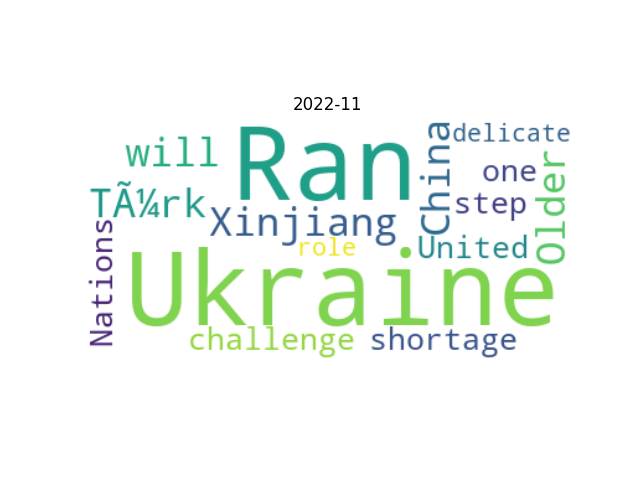 2022-11
delicate
will
Ran
China
one
Older
TÃ¼rk
step
Xinjiang
Nations
role
United
Ukraine
challenge
shortage